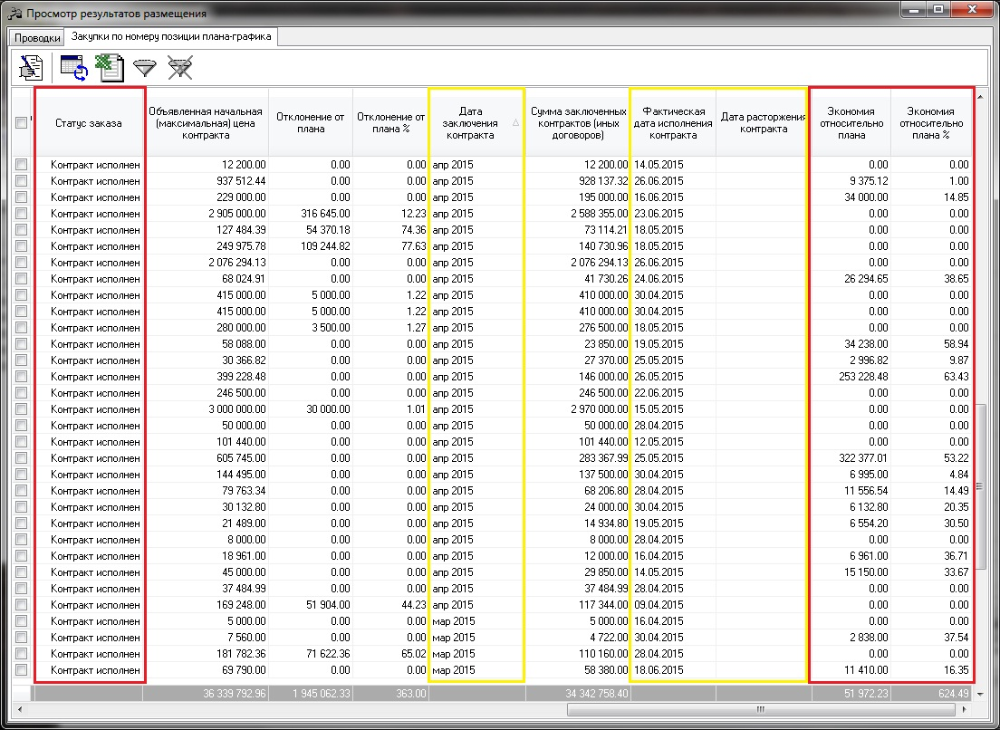 Просмотр результатов размещения
Проводки Закупки по номеру позиции плана-графика
Статус заказа Объявленная начальная (максимальная) цена контракта Отклонение от плана Отклонение от плана % Дата заключения контракта Сумма заключенных контрактов (иных договоров) Фактическая дата исполнения контракта Дата расторжения контракта Экономия относительно плана Экономия относительно плана %
Контракт исполнен 12 200.00 0.00 0.00 апр 2015 12 200.00 14.05.2015 0.00 0.00
Контракт исполнен 937 512.44 0.00 0.00 апр 2015 928 137.32 26.06.2015 9 375.12 1.00
Контракт исполнен 229 000.00 0.00 0.00 апр 2015 195 000.00 16.06.2015 34 000.00 14.85
Контракт исполнен 2 905 000.00 316 645.00 12.23 апр 2015 2 588 355.00 23.06.2015 0.00 0.00
Контракт исполнен 127 484.39 54 370.18 74.36 апр 2015 73 114.21 18.05.2015 0.00 0.00
Контракт исполнен 249 975.78 109 244.82 77.63 апр 2015 140 730.96 18.05.2015 0.00 0.00
Контракт исполнен 2 076 294.13 0.00 0.00 апр 2015 2 076 294.13 26.06.2015 0.00 0.00
Контракт исполнен 68 024.91 0.00 0.00 апр 2015 41 730.26 24.06.2015 26 294.65 38.65
Контракт исполнен 415 000.00 5 000.00 1.22 апр 2015 410 000.00 30.04.2015 0.00 0.00
Контракт исполнен 415 000.00 5 000.00 1.22 апр 2015 410 000.00 30.04.2015 0.00 0.00
Контракт исполнен 280 000.00 3 500.00 1.27 апр 2015 276 500.00 18.05.2015 0.00 0.00
Контракт исполнен 58 088.00 0.00 0.00 апр 2015 23 850.00 19.05.2015 34 238.00 58.94
Контракт исполнен 30 366.82 0.00 0.00 апр 2015 27 370.00 25.05.2015 2 996.82 9.87
Контракт исполнен 399 228.48 0.00 0.00 апр 2015 146 000.00 26.05.2015 253 228.48 63.43
Контракт исполнен 246 500.00 0.00 0.00 апр 2015 246 500.00 22.06.2015 0.00 0.00
Контракт исполнен 3 000 000.00 30 000.00 1.01 апр 2015 2 970 000.00 15.05.2015 0.00 0.00
Контракт исполнен 50 000.00 0.00 0.00 апр 2015 50 000.00 28.04.2015 0.00 0.00
Контракт исполнен 101 440.00 0.00 0.00 апр 2015 101 440.00 12.05.2015 0.00 0.00
Контракт исполнен 605 745.00 0.00 0.00 апр 2015 283 367.99 25.05.2015 322 377.01 53.22
Контракт исполнен 144 495.00 0.00 0.00 апр 2015 137 500.00 30.04.2015 6 995.00 4.84
Контракт исполнен 79 763.34 0.00 0.00 апр 2015 68 206.80 28.04.2015 11 556.54 14.49
Контракт исполнен 30 132.80 0.00 0.00 апр 2015 24 000.00 30.04.2015 6 132.80 20.35
Контракт исполнен 21 489.00 0.00 0.00 апр 2015 14 934.80 19.05.2015 6 554.20 30.50
Контракт исполнен 8 000.00 0.00 0.00 апр 2015 8 000.00 28.04.2015 0.00 0.00
Контракт исполнен 18 961.00 0.00 0.00 апр 2015 12 000.00 16.04.2015 6 961.00 36.71
Контракт исполнен 45 000.00 0.00 0.00 апр 2015 29 850.00 14.05.2015 15 150.00 33.67
Контракт исполнен 37 484.99 0.00 0.00 апр 2015 37 484.99 28.04.2015 0.00 0.00
Контракт исполнен 169 248.00 51 904.00 44.23 апр 2015 117 344.00 09.04.2015 0.00 0.00
Контракт исполнен 5 000.00 0.00 0.00 мар 2015 5 000.00 16.04.2015 0.00 0.00
Контракт исполнен 7 560.00 0.00 0.00 мар 2015 4 722.00 30.04.2015 2 838.00 37.54
Контракт исполнен 181 782.36 71 622.36 65.02 мар 2015 110 160.00 28.04.2015 0.00 0.00
Контракт исполнен 69 790.00 0.00 0.00 мар 2015 58 380.00 18.06.2015 11 410.00 16.35
36 339 792.96 1 945 062.33 363.00 34 342 758.40 51 972.23 624.49